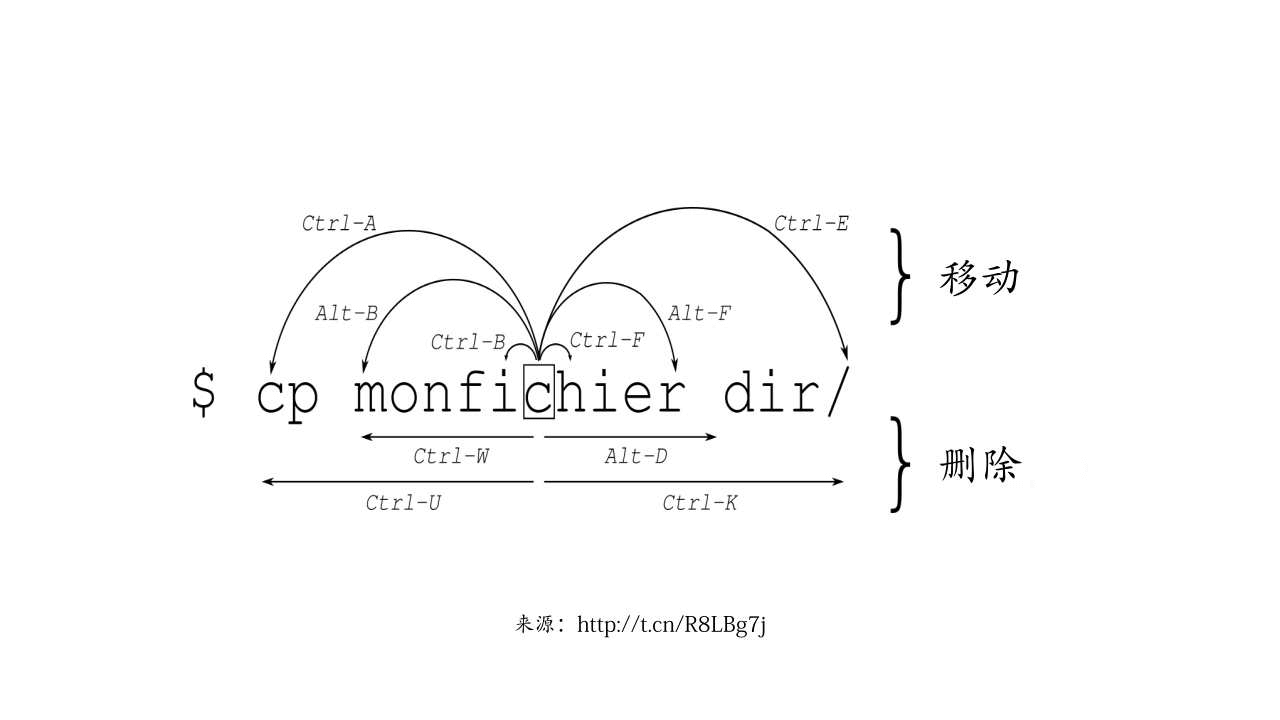 Ctrl-A Ctrl-E
移动
Alt-B Alt-F
Ctrl-B Ctrl-F
$ cp monfichier dir/
Ctrl-W Alt-D
删除
Ctrl-U Ctrl-K
来源：http://t.cn/R8LBg7j